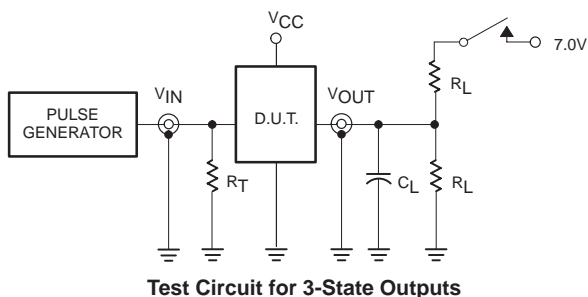 VCC
7.0V
RL
VIN
VOUT
PULSE
GENERATOR
D.U.T.
RT
CL
RL
Test Circuit for 3-State Outputs